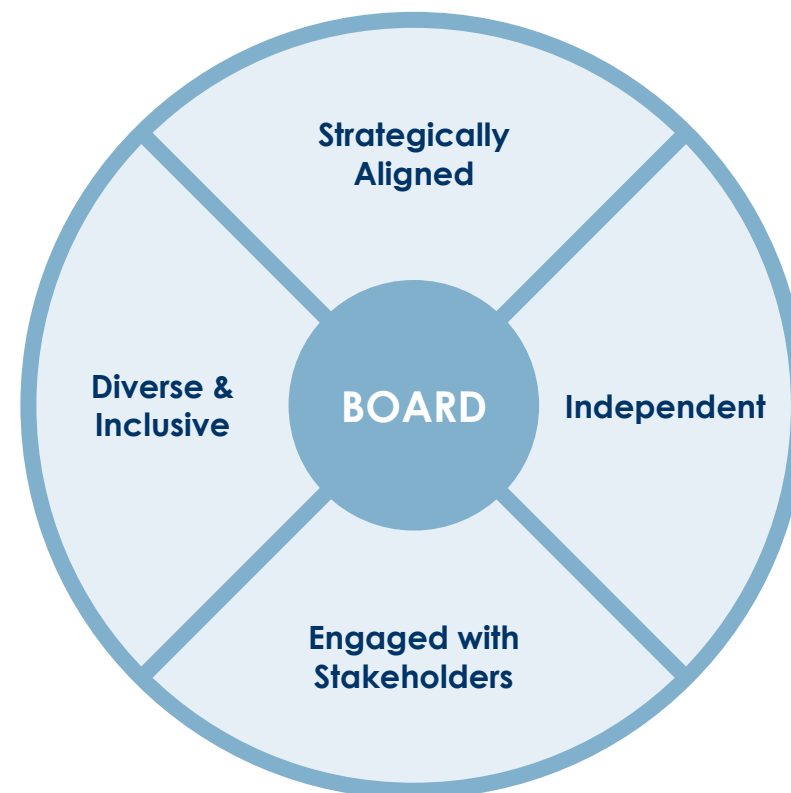 Strategically
Aligned
Diverse &
Inclusive
BOARD
Independent
Engaged with
Stakeholders